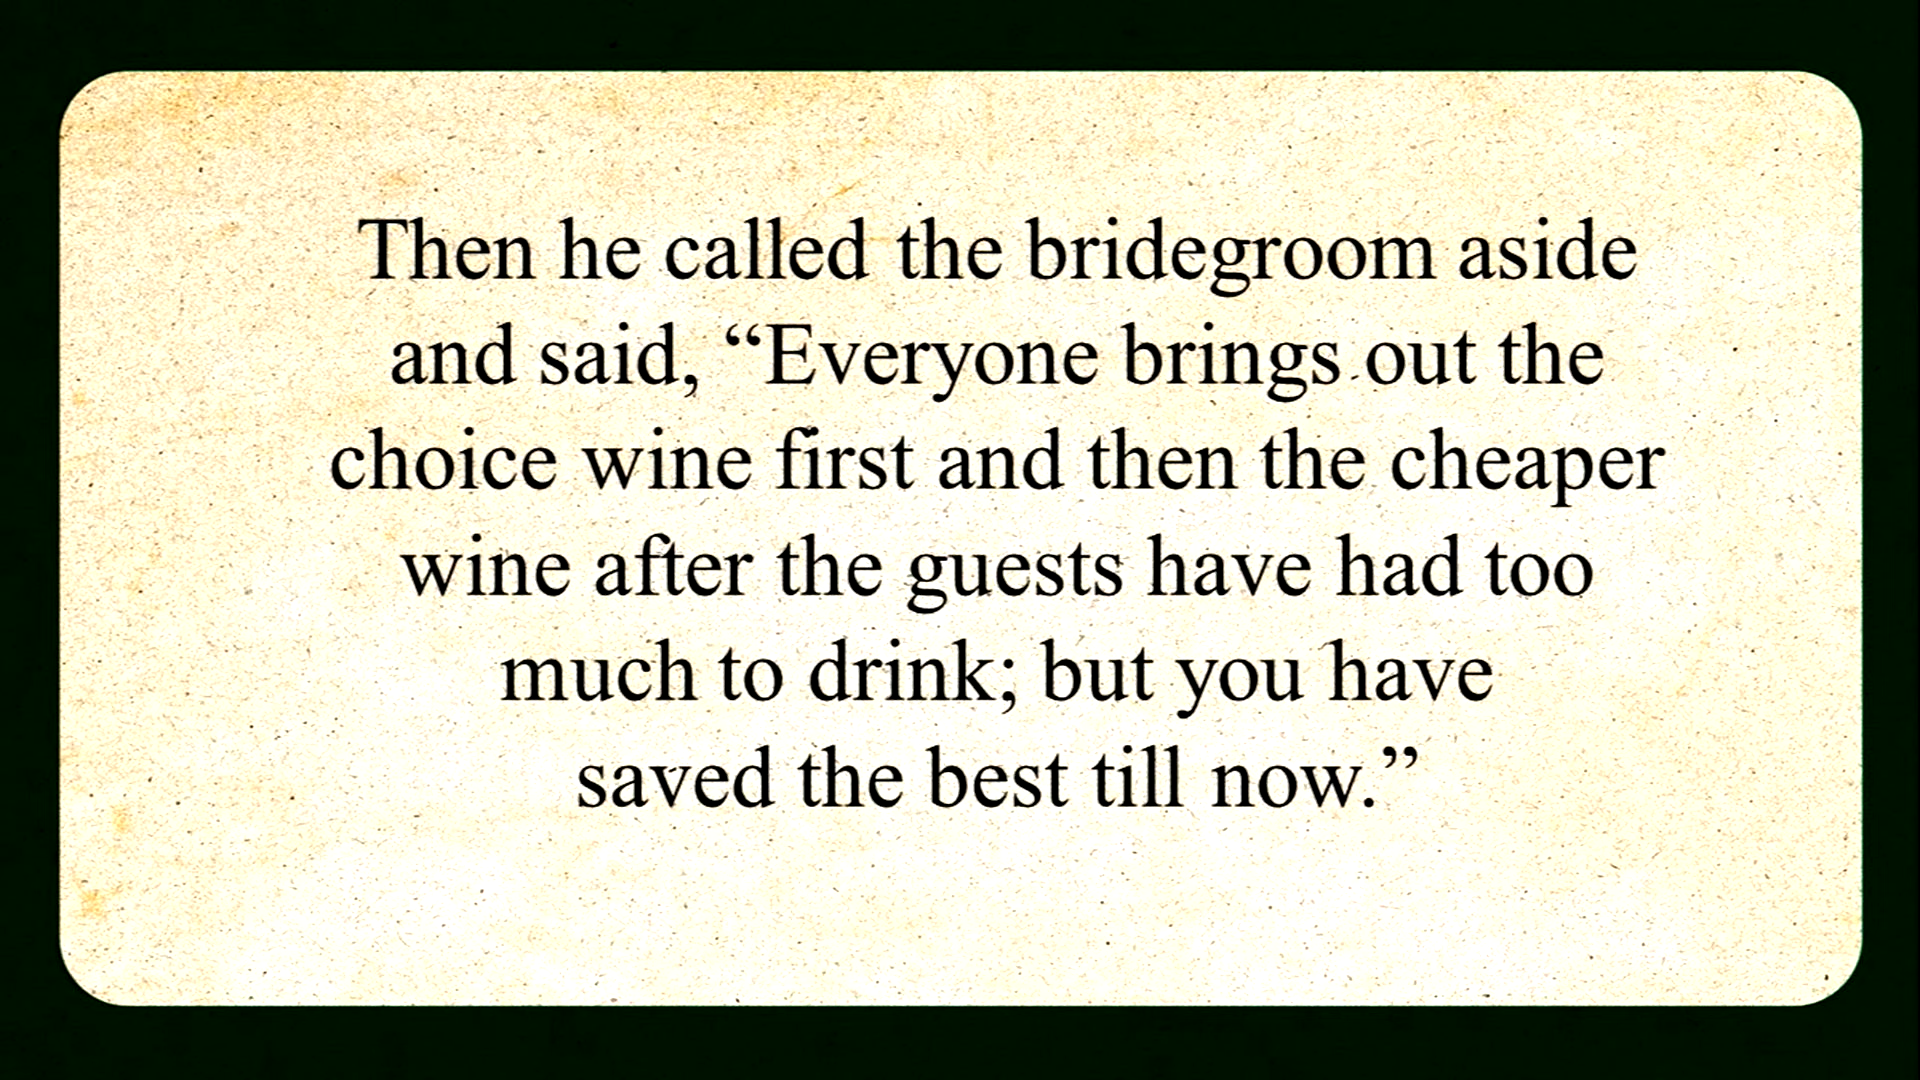 Then he called the bridegroom aside
and said, “Everyone brings out the
choice wine first and then the cheaper
wine after the guests have had too
much to drink; but you have
saved the best till now.”